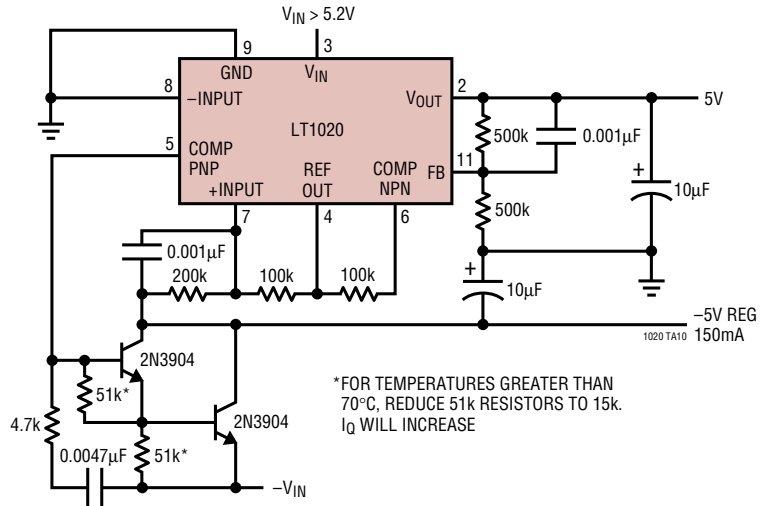 V_IN > 5.2V
9
3
GND
V_IN
8
–INPUT
V_OUT
2
5V
LT1020
500k
0.001µF
5
COMP
PNP
+INPUT
REF
OUT
COMP
NPN
FB
11
+
10µF
7
4
6
500k
0.001µF
200k
100k
100k
+
10µF
–5V REG
150mA
1020 TA10
2N3904
51k*
*FOR TEMPERATURES GREATER THAN
70°C, REDUCE 51k RESISTORS TO 15k.
I_Q WILL INCREASE
4.7k
2N3904
0.0047µF
51k*
–V_IN